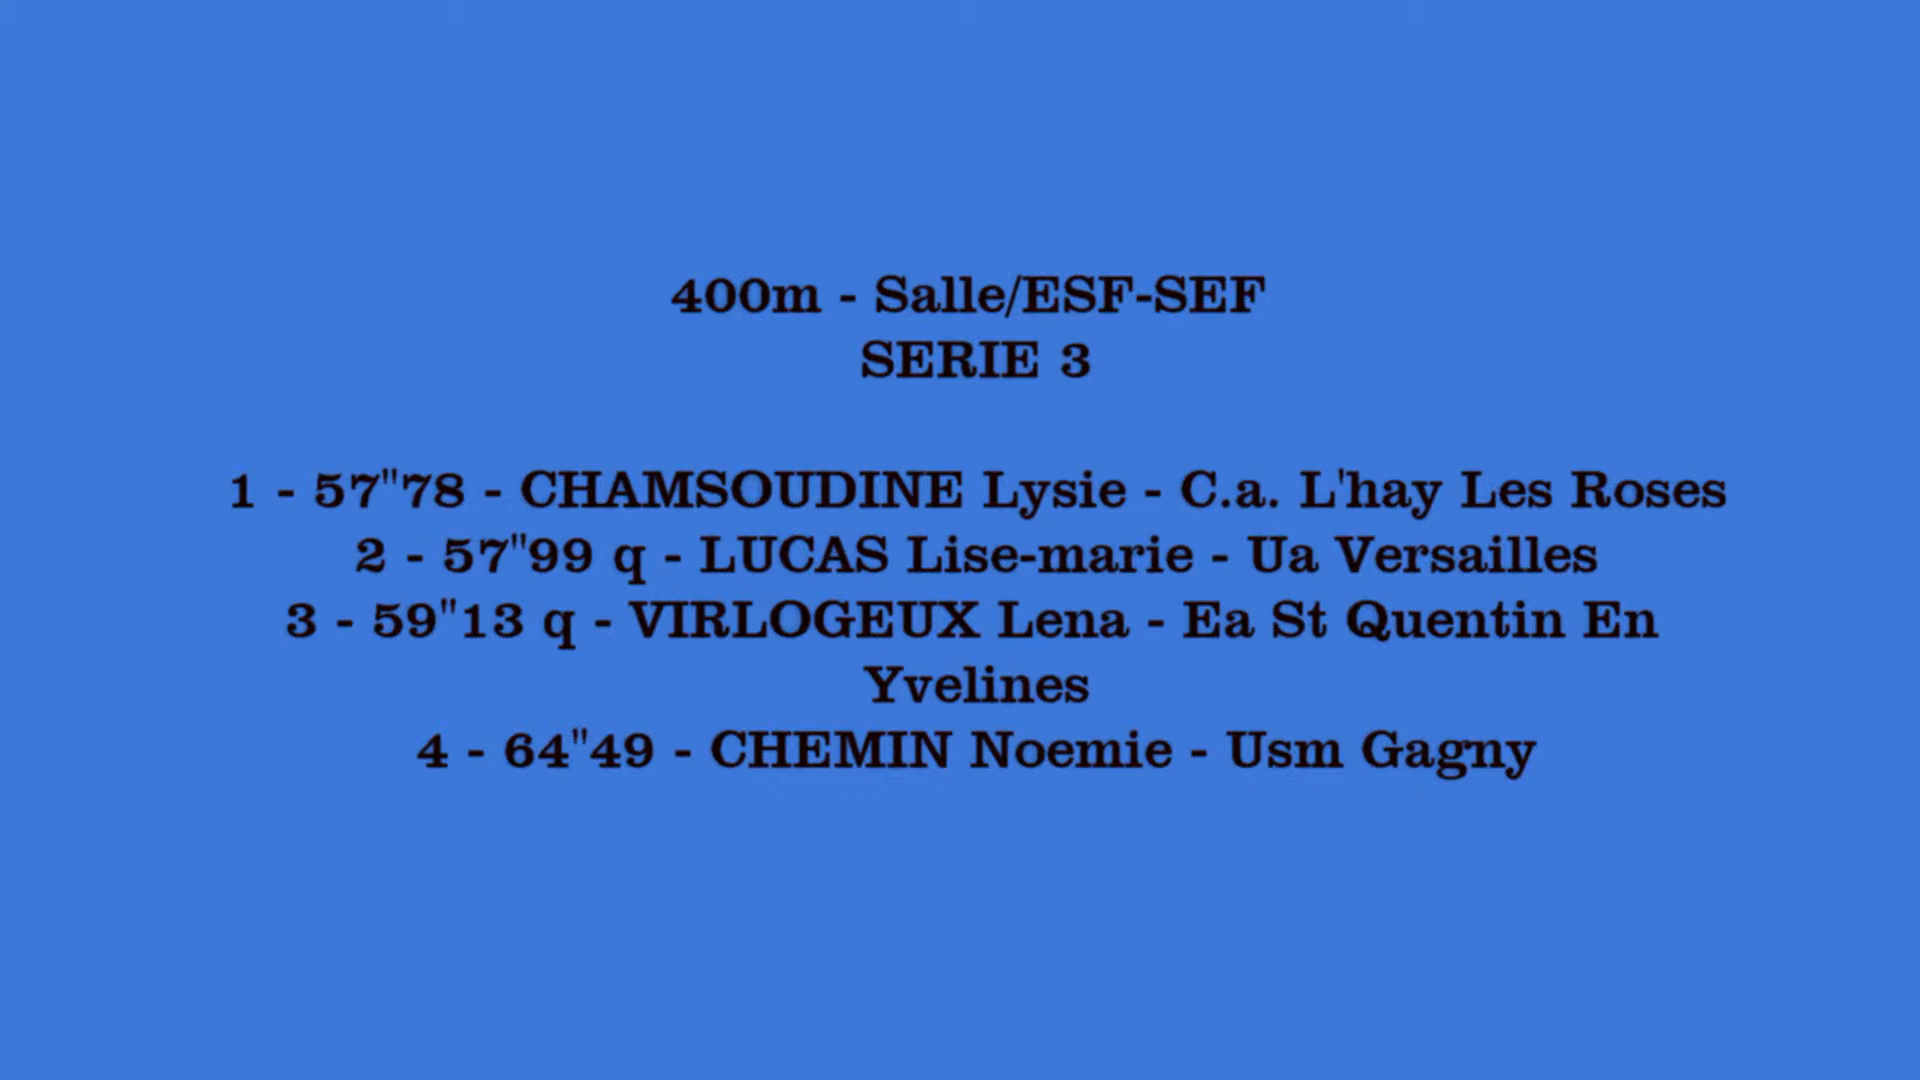 400m - Salle/ESF-SEF
SERIE 3
1 - 57"78 - CHAMSOUDINE Lysie - C.a. L'hay Les Roses
2 - 57"99 q - LUCAS Lise-marie - Ua Versailles
3 - 59"13 q - VIRLOGEUX Lena - Ea St Quentin En
Yvelines
4 - 64"49 - CHEMIN Noemie - Usm Gagny